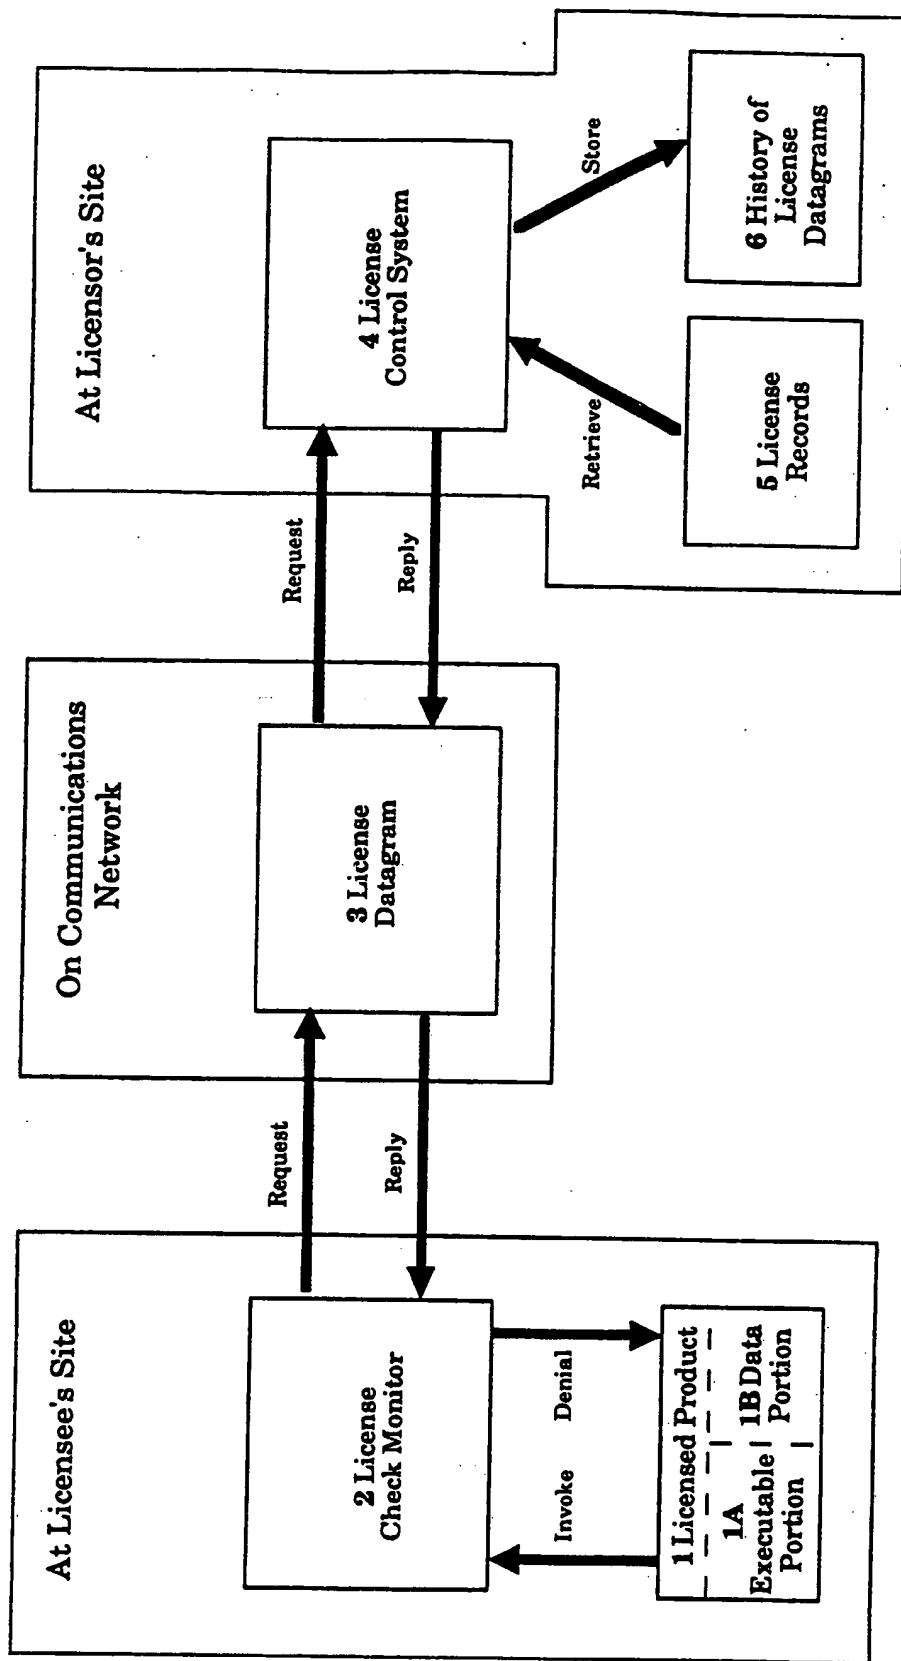 At Licensee's Site
2 License
Check Monitor
Invoke
Denial
1 Licensed Product
1A
Executable
Portion
1B Data
Portion
Request
Reply
On Communications
Network
3 License
Datagram
Request
Reply
At Licensor's Site
4 License
Control System
Retrieve
Store
5 License
Records
6 History of
License
Datagrams